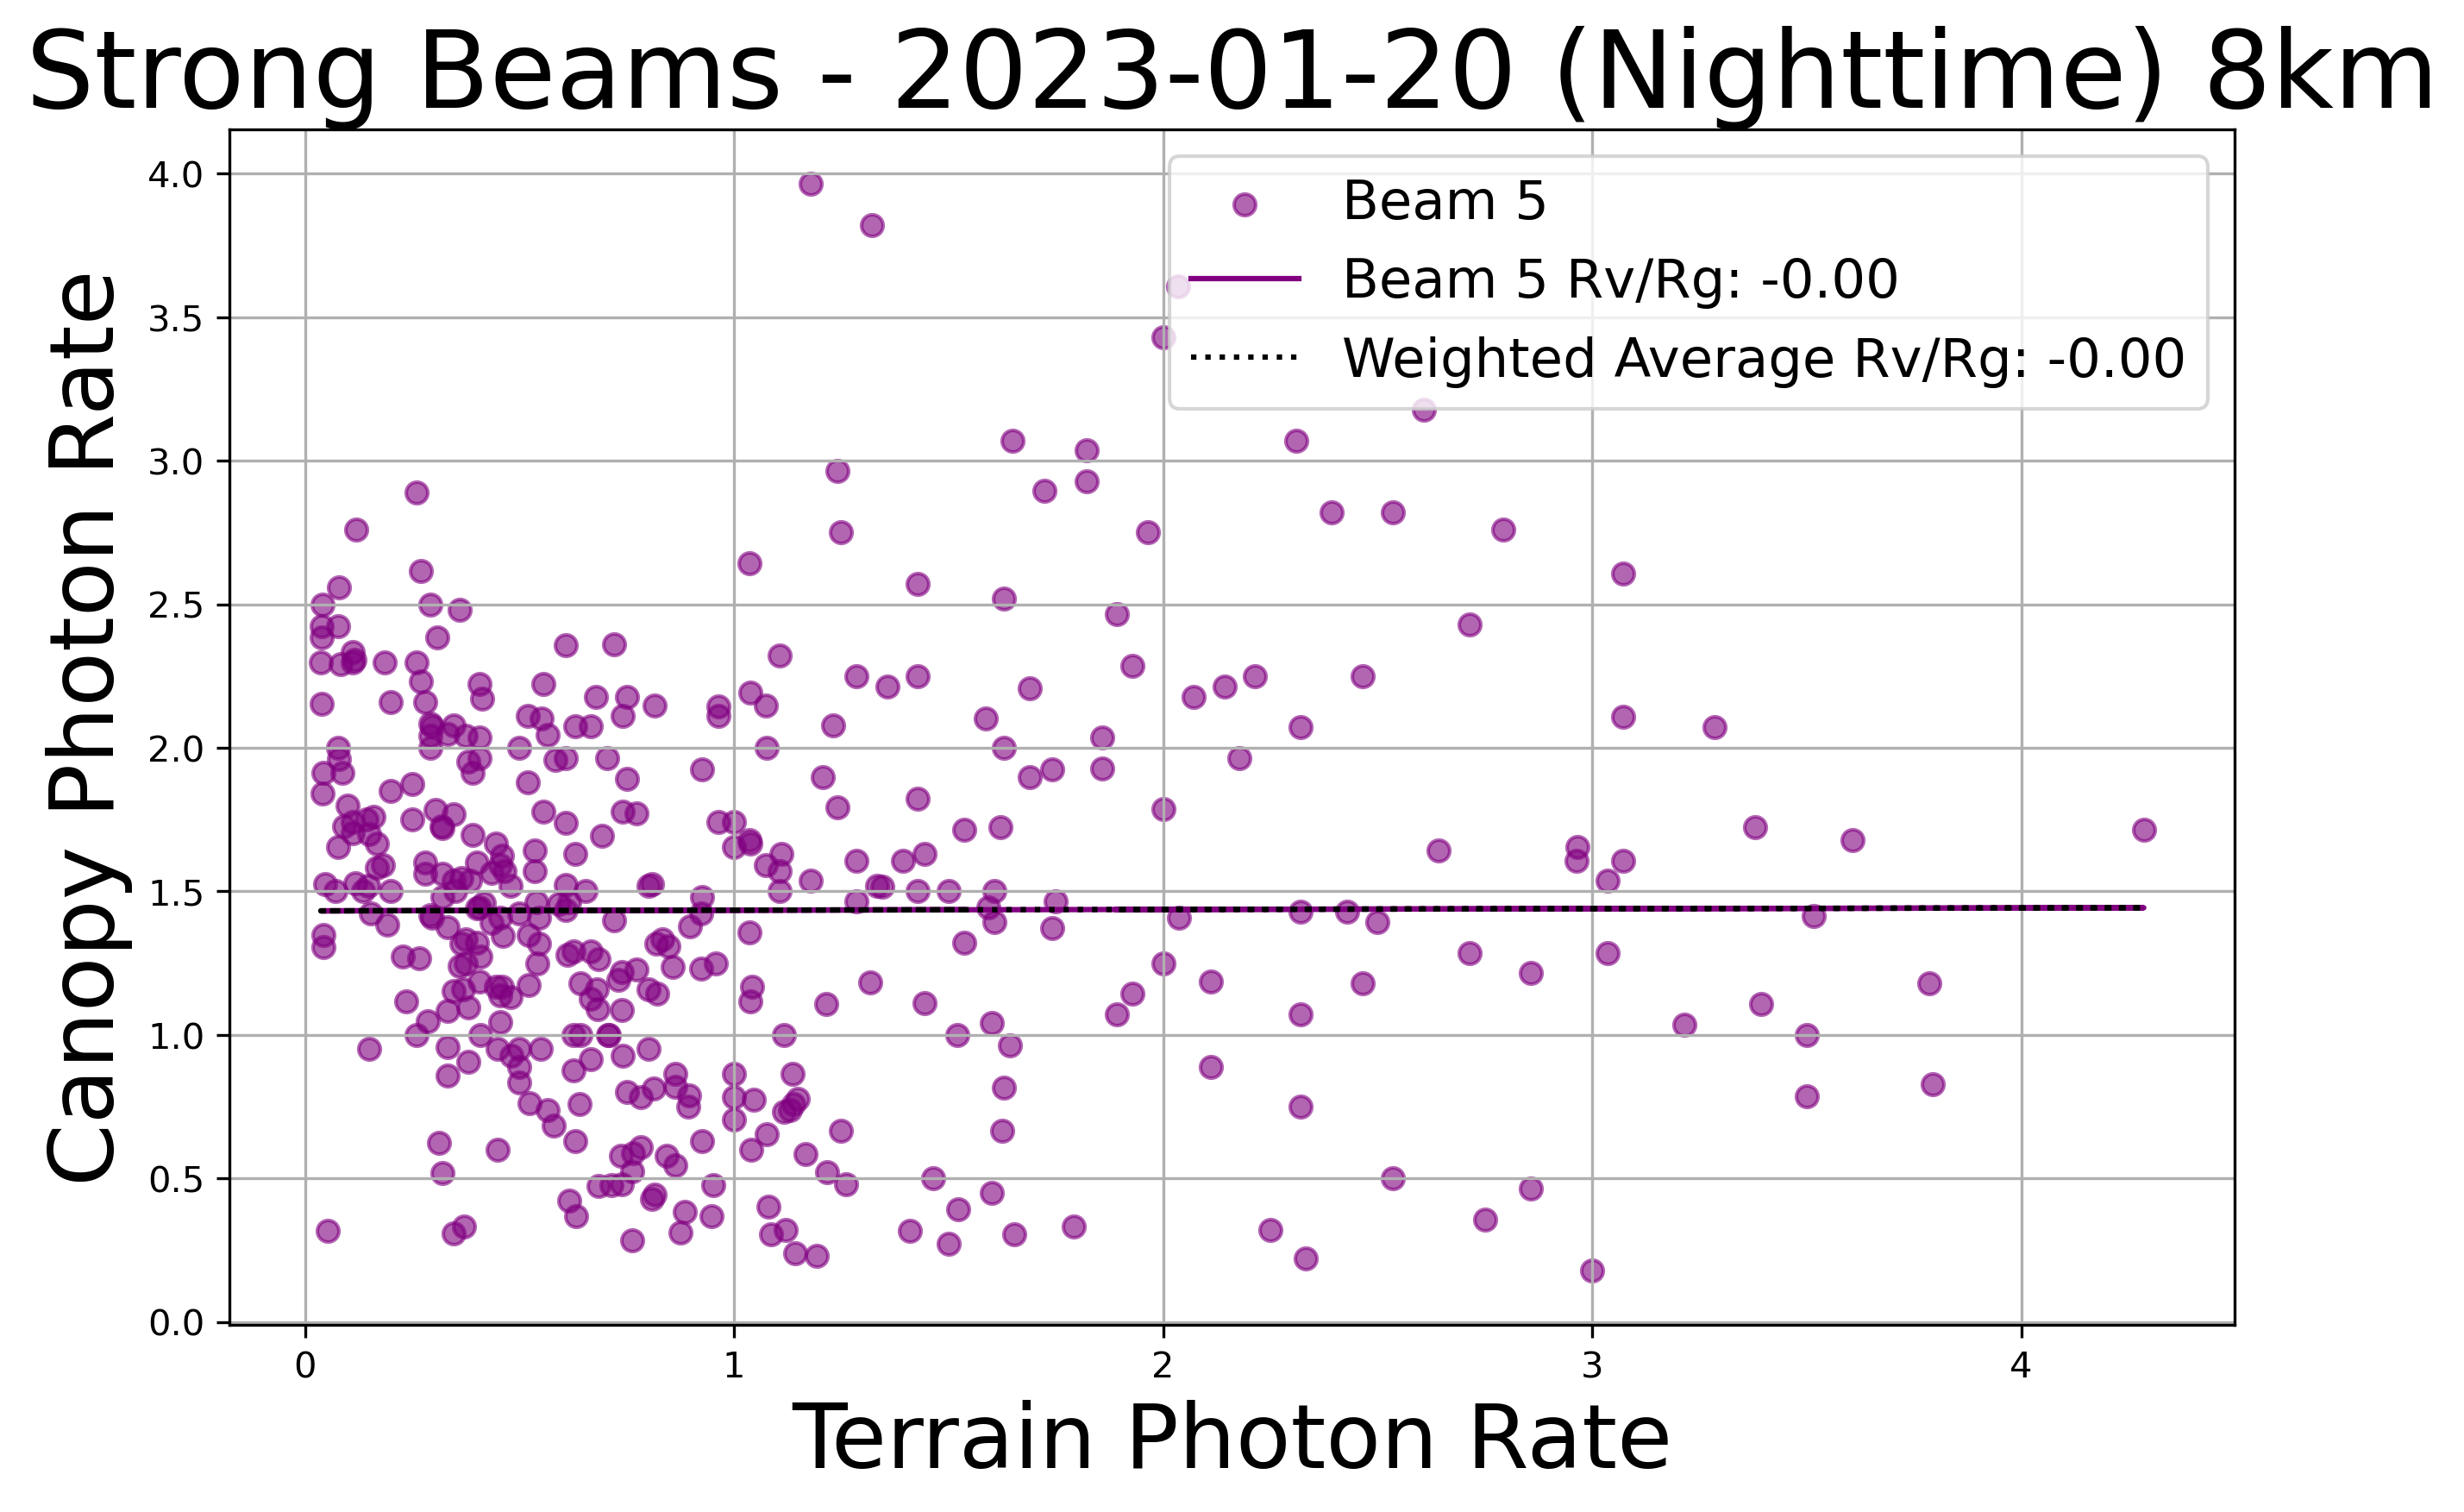 Strong Beams - 2023-01-20 (Nighttime) 8km
Beam 5
Beam 5 Rv/Rg: -0.00
Weighted Average Rv/Rg: -0.00
Canopy Photon Rate
4.0
3.5
3.0
2.5
2.0
1.5
1.0
0.5
0.0
0 1 2 3 4
Terrain Photon Rate